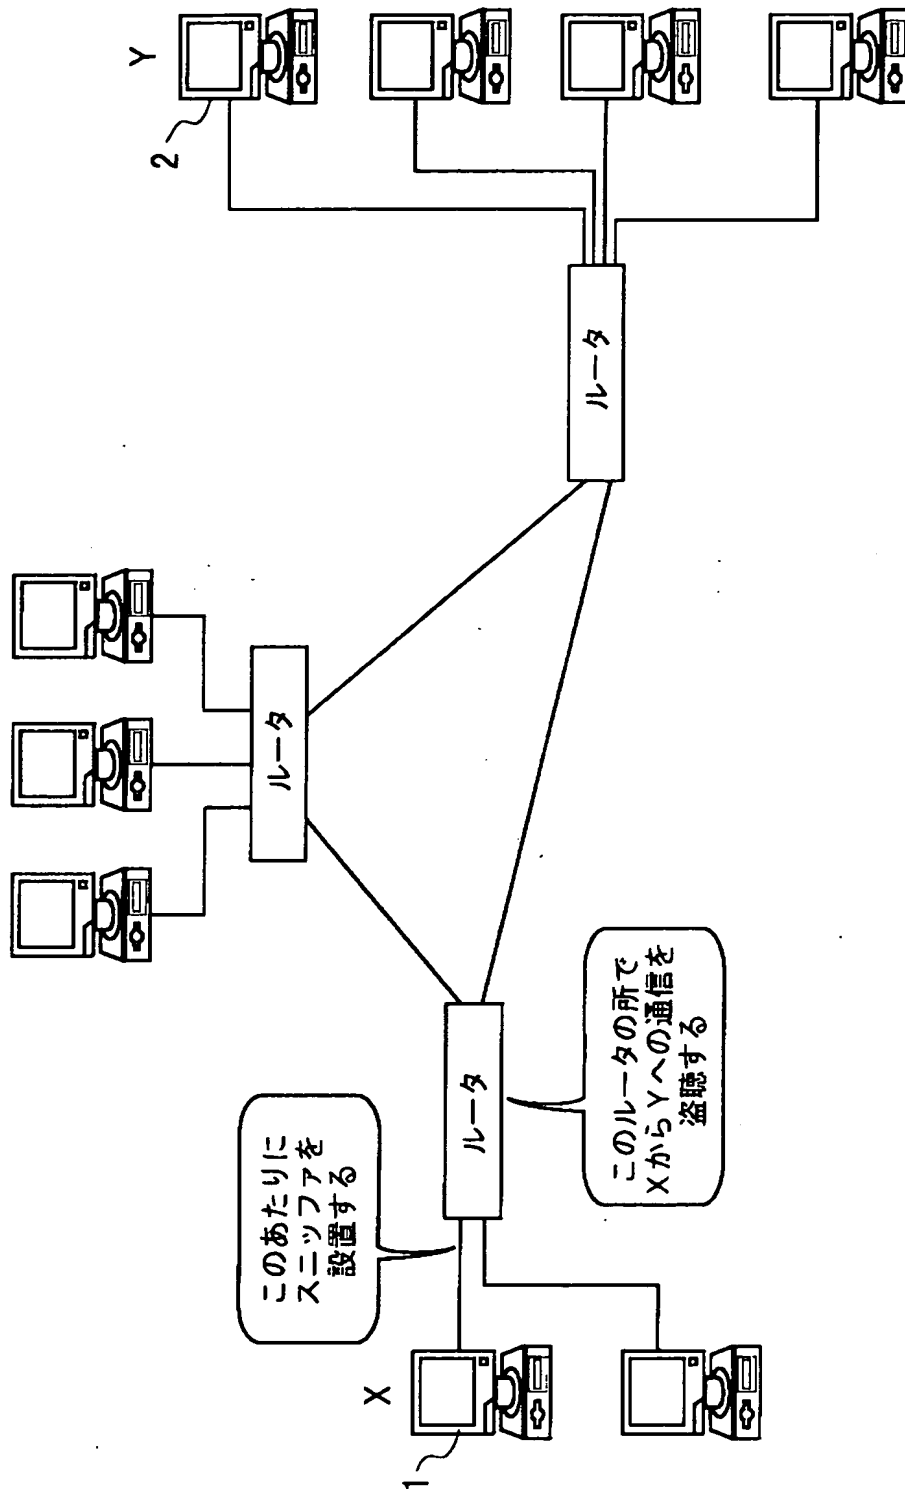 Y
2
ルータ
ルータ
このあたりに
スニッファを
設置する
ルータ
このルータの所で
XからYへの通信を
盗聴する
X
1